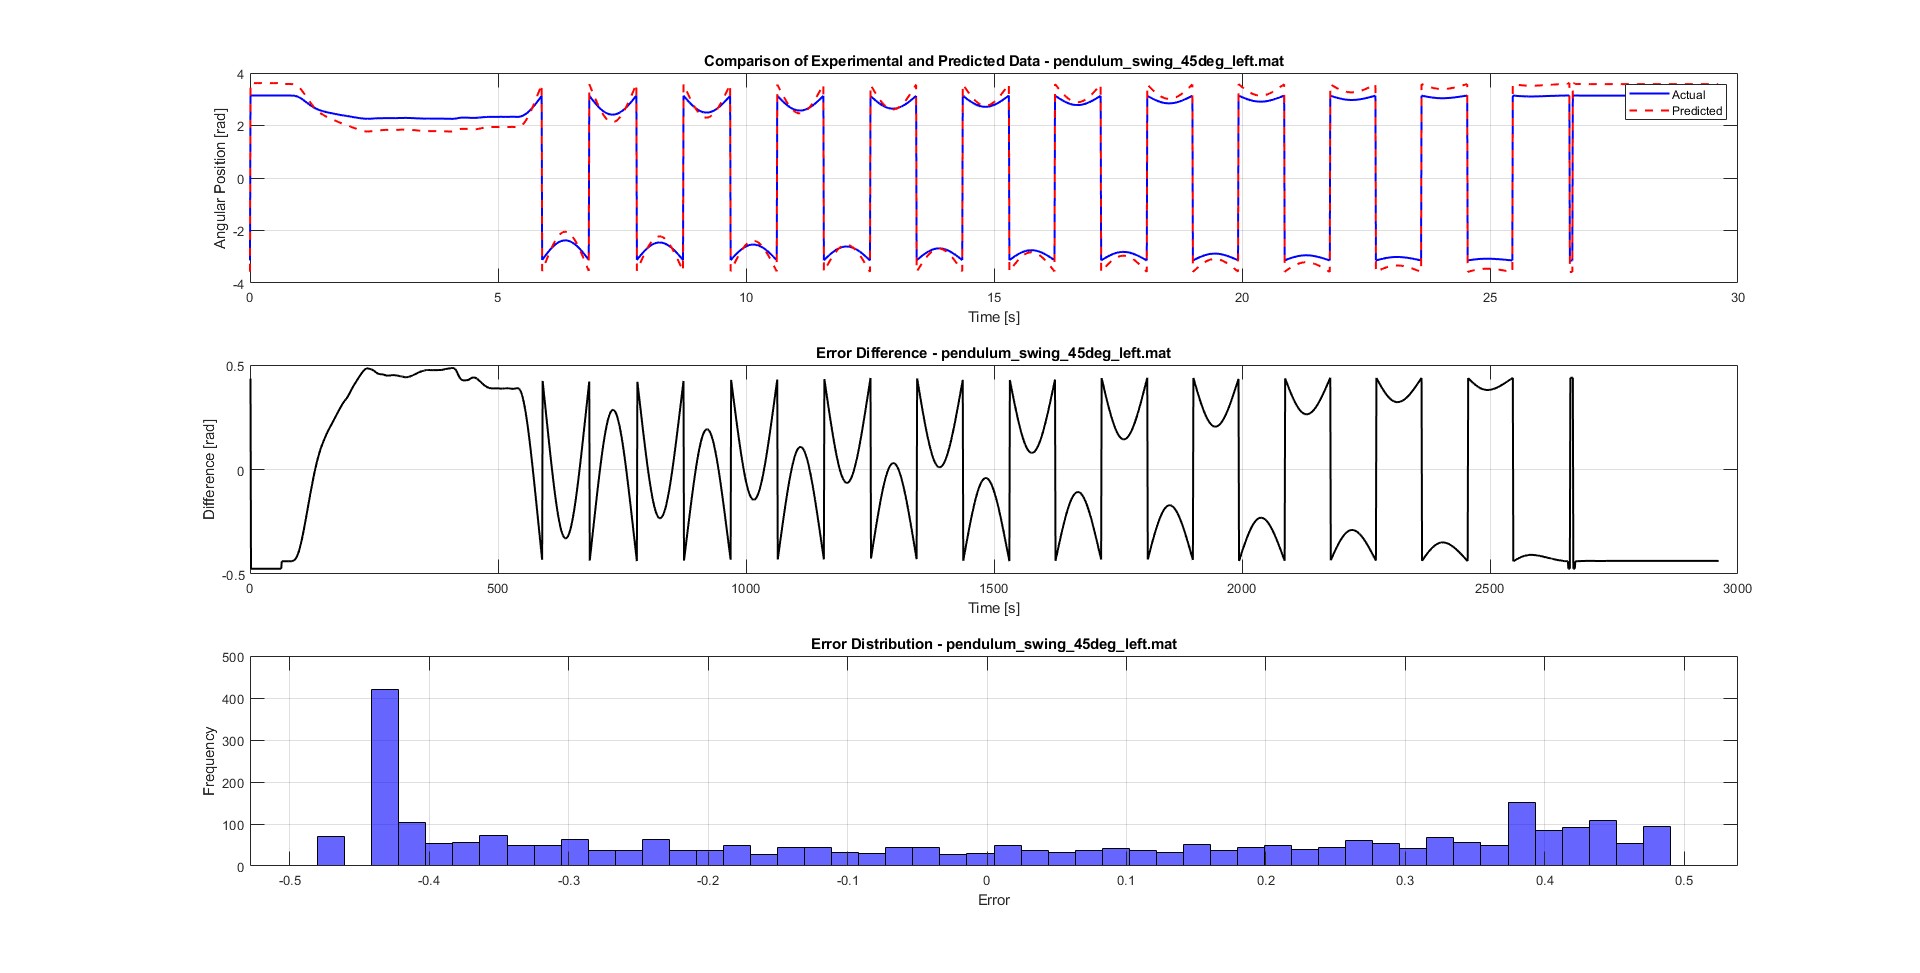 Comparison of Experimental and Predicted Data - pendulum_swing_45deg_left.mat
Angular Position [rad]
4
2
0
-2
-4
Actual
Predicted
0 5 10 15 20 25 30
Time [s]
Error Difference - pendulum_swing_45deg_left.mat
Difference [rad]
0.5
0
-0.5
0 500 1000 1500 2000 2500 3000
Time [s]
Error Distribution - pendulum_swing_45deg_left.mat
Frequency
500
400
300
200
100
0
-0.5 -0.4 -0.3 -0.2 -0.1 0 0.1 0.2 0.3 0.4 0.5
Error